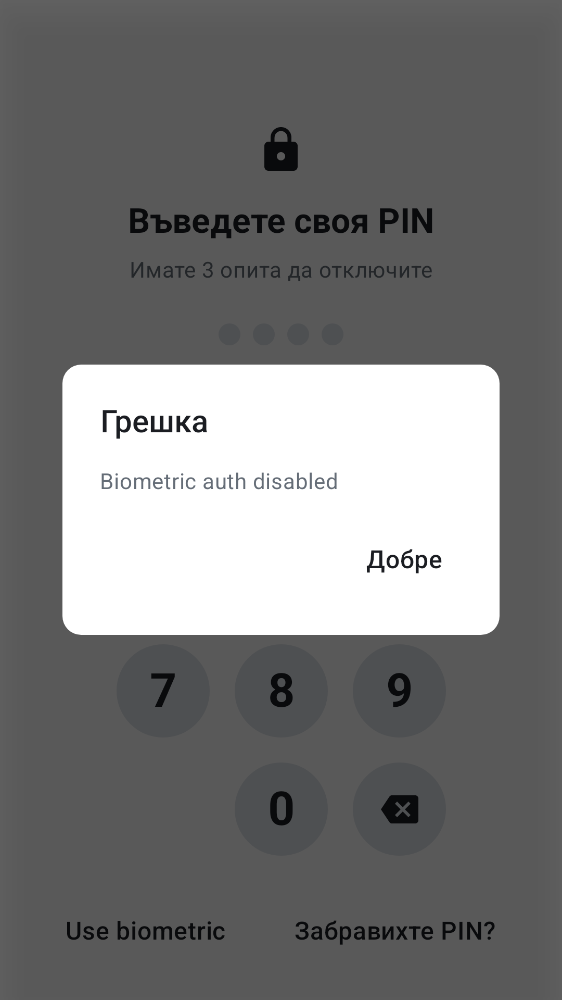 Въведете своя PIN
Имате 3 опита да отключите
Грешка
Biometric auth disabled
Добре
7 8 9
0
Use biometric Забравихте PIN?